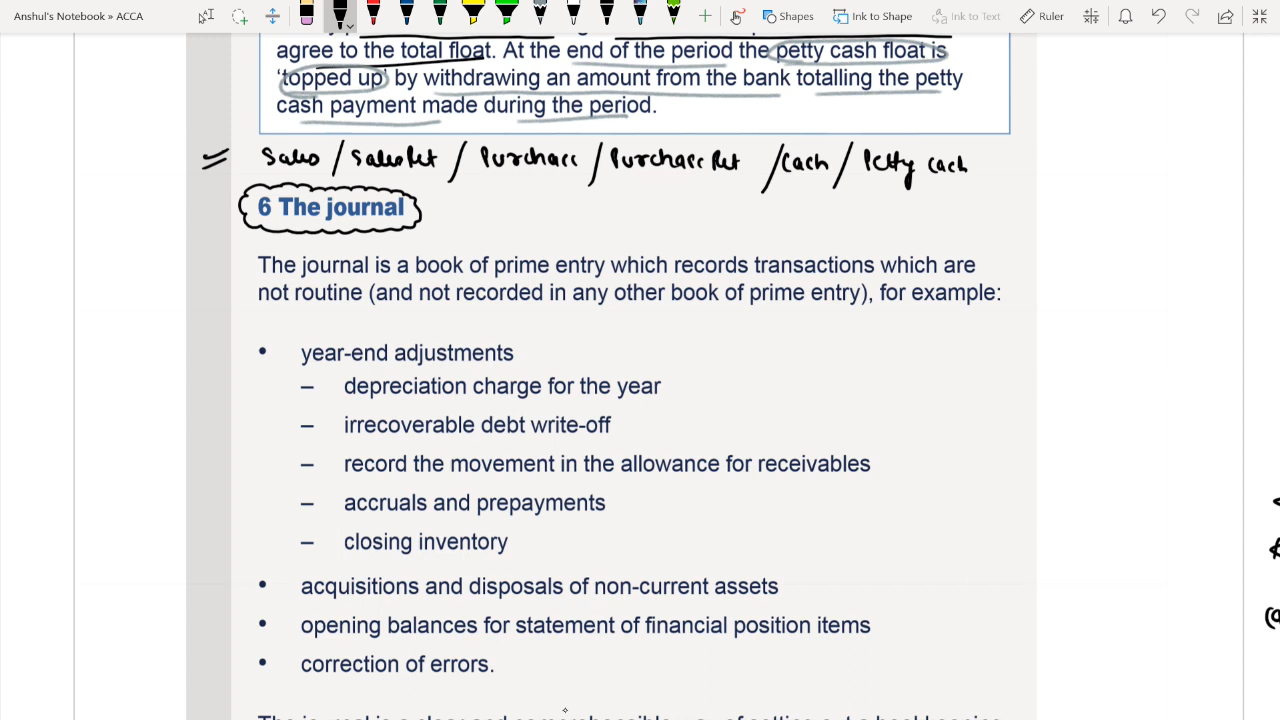 Anshul's Notebook » ACCA
Shapes
Ink to Shape
Ink to Text
Ruler
agree to the total float. At the end of the period the petty cash float is
'topped up' by withdrawing an amount from the bank totalling the petty
cash payment made during the period.
Sales / Sales Ret / Purchase / Purchase Ret / Cash / Petty cash
6 The journal
The journal is a book of prime entry which records transactions which are
not routine (and not recorded in any other book of prime entry), for example:
• year-end adjustments
– depreciation charge for the year
– irrecoverable debt write-off
– record the movement in the allowance for receivables
– accruals and prepayments
– closing inventory
• acquisitions and disposals of non-current assets
• opening balances for statement of financial position items
• correction of errors.